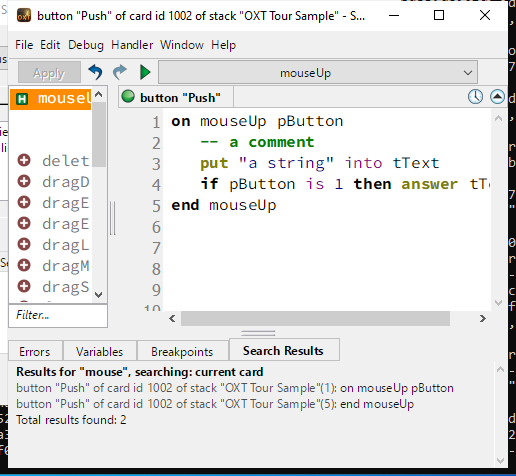 button "Push" of card id 1002 of stack "OXT Tour Sample" - S...
File Edit Debug Handler Window Help
Apply
mouseUp
mouseU
button "Push"
1 on mouseUp pButton
2 -- a comment
3 put "a string" into tText
4 if pButton is 1 then answer tTe
5 end mouseUp
6
7
8
9
10
delet
dragD
dragE
dragE
dragL
dragM
dragS
Filter...
Errors Variables Breakpoints Search Results
Results for "mouse", searching: current card
button "Push" of card id 1002 of stack "OXT Tour Sample"(1): on mouseUp pButton
button "Push" of card id 1002 of stack "OXT Tour Sample"(5): end mouseUp
Total results found: 2